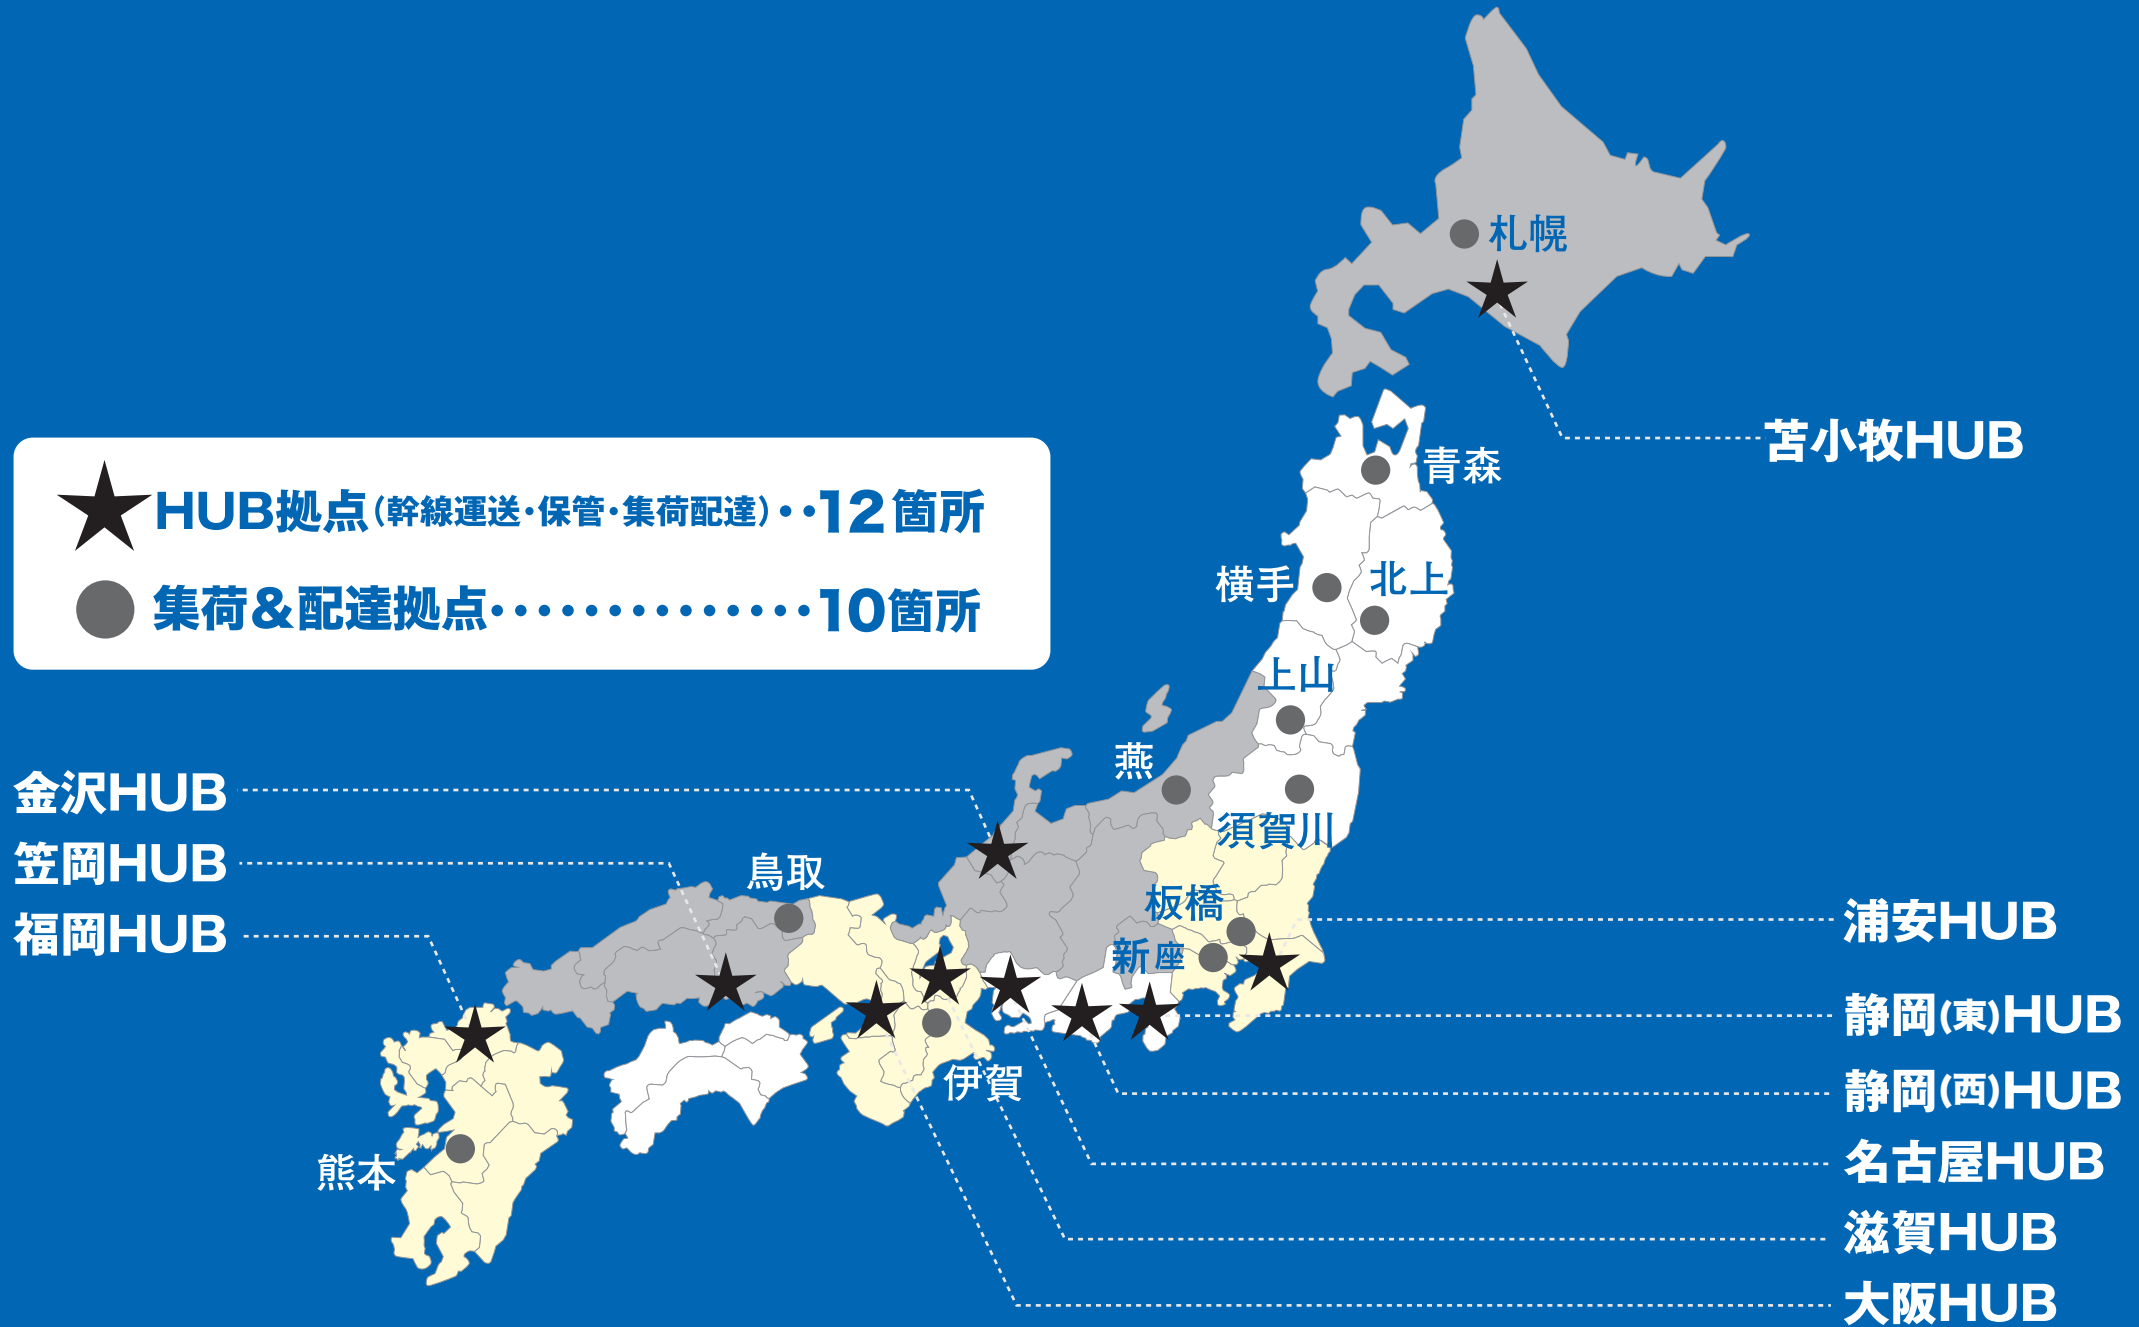 札幌
苫小牧HUB
青森
HUB拠点(幹線運送・保管・集荷配達)・・12箇所
集荷&配達拠点・・・・・・・・・・・・・・10箇所
横手
北上
上山
燕
金沢HUB
須賀川
笠岡HUB
鳥取
板橋
福岡HUB
浦安HUB
新座
静岡(東)HUB
伊賀
静岡(西)HUB
熊本
名古屋HUB
滋賀HUB
大阪HUB